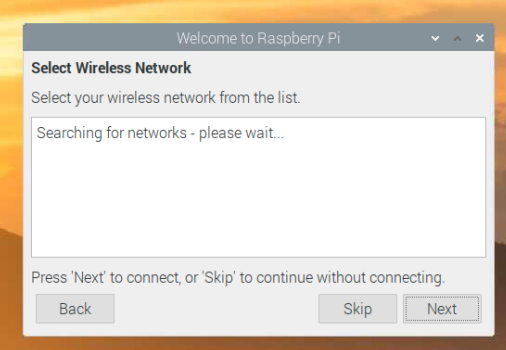 Welcome to Raspberry Pi
Select Wireless Network
Select your wireless network from the list.
Searching for networks - please wait...
Press 'Next' to connect, or 'Skip' to continue without connecting.
Back Skip Next